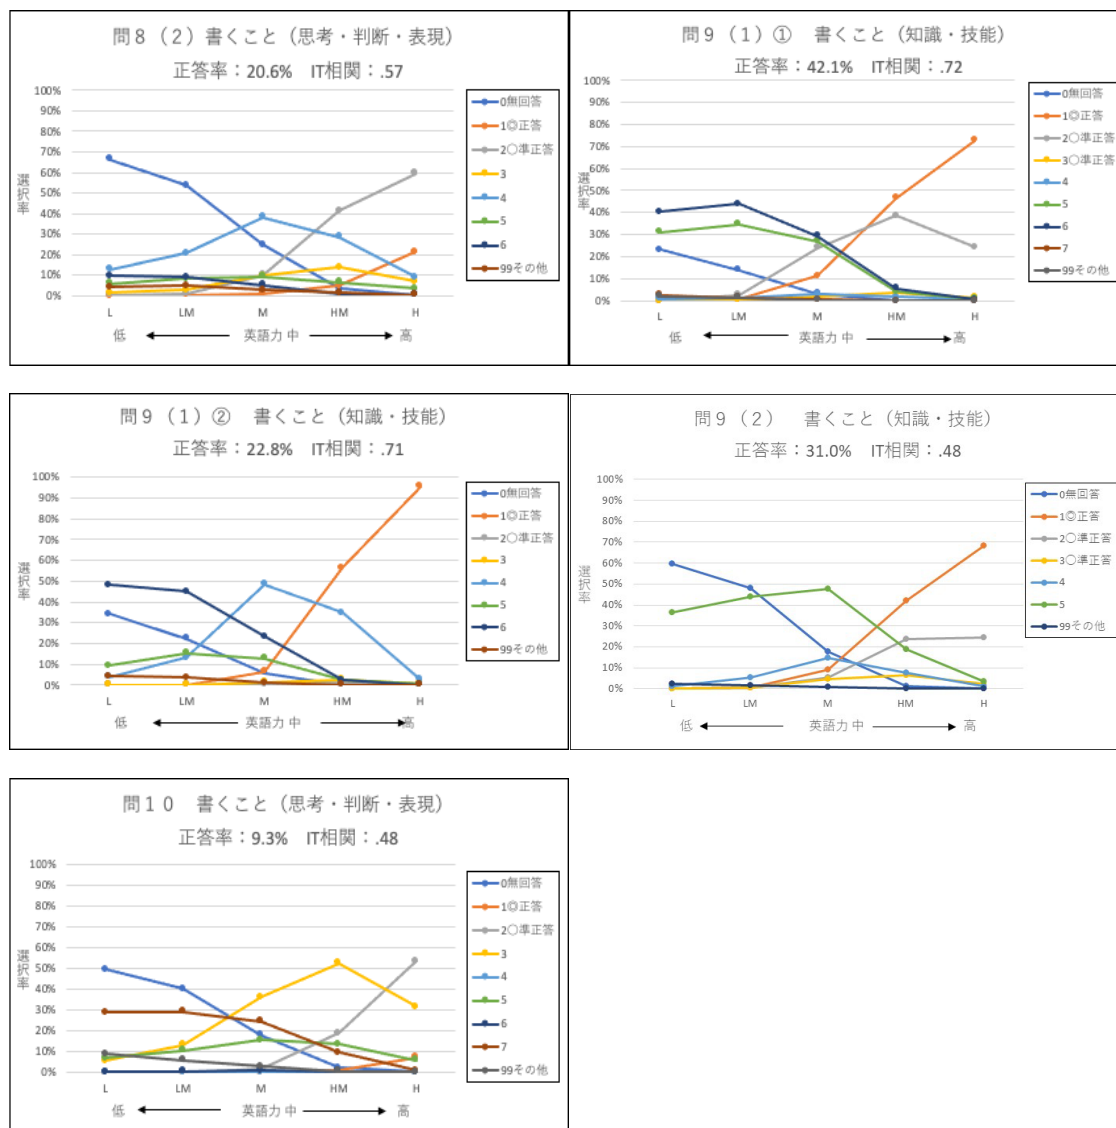 問8（2）書くこと（思考・判断・表現）
正答率：20.6%　IT相関：.57
100%
90%
80%
70%
60%
50%
40%
30%
20%
10%
0%
選択率
L LM M HM H
低 英語力 中 高
0無回答
1◎正答
2○準正答
3
4
5
6
99その他
問9（1）①　書くこと（知識・技能）
正答率：42.1%　IT相関：.72
100%
90%
80%
70%
60%
50%
40%
30%
20%
10%
0%
選択率
L LM M HM H
低 英語力 中 高
0無回答
1◎正答
2○準正答
3○準正答
4
5
6
7
99その他
問9（1）②　書くこと（知識・技能）
正答率：22.8%　IT相関：.71
100%
90%
80%
70%
60%
50%
40%
30%
20%
10%
0%
選択率
L LM M HM H
低 英語力 中 高
0無回答
1◎正答
2○準正答
3
4
5
6
99その他
問9（2）　書くこと（知識・技能）
正答率：31.0%　IT相関：.48
100%
90%
80%
70%
60%
50%
40%
30%
20%
10%
0%
選択率
L LM M HM H
低 英語力 中 高
0無回答
1◎正答
2○準正答
3○準正答
4
5
99その他
問10　書くこと（思考・判断・表現）
正答率：9.3%　IT相関：.48
100%
90%
80%
70%
60%
50%
40%
30%
20%
10%
0%
選択率
L LM M HM H
低 英語力 中 高
0無回答
1◎正答
2○準正答
3
4
5
6
7
99その他